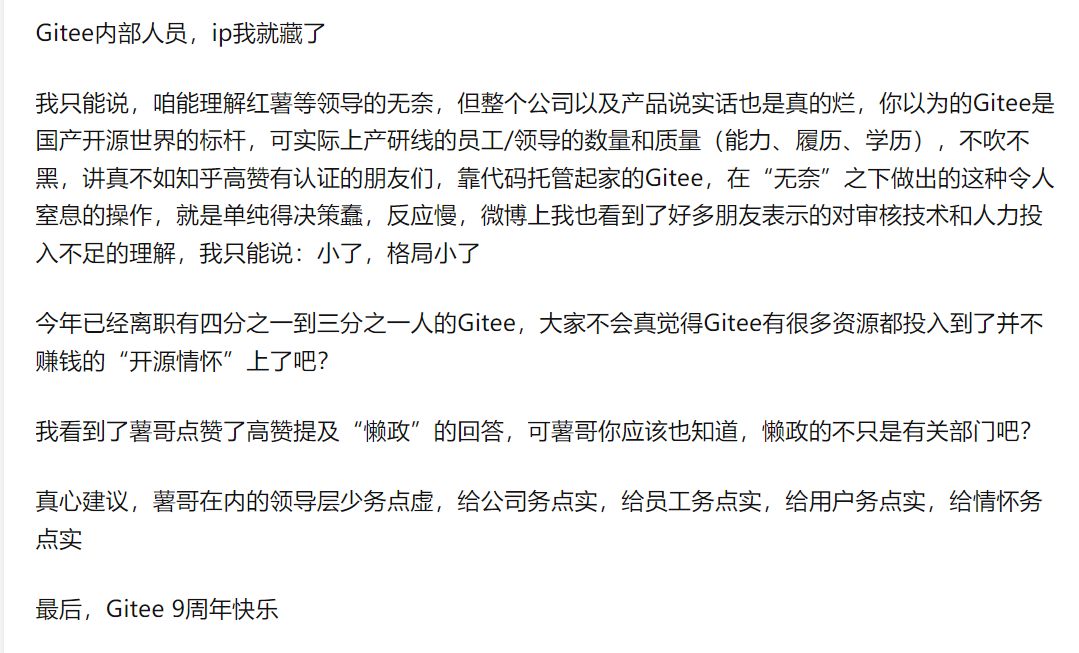 Gitee内部人员，ip我就藏了
我只能说，咱能理解红薯等领导的无奈，但整个公司以及产品说实话也是真的烂，你以为的Gitee是
国产开源世界的标杆，可实际上产研线的员工/领导的数量和质量（能力、履历、学历），不吹不
黑，讲真不如知乎高赞有认证的朋友们，靠代码托管起家的Gitee，在“无奈”之下做出的这种令人
窒息的操作，就是单纯得决策蠢，反应慢，微博上我也看到了好多朋友表示的对审核技术和人力投
入不足的理解，我只能说：小了，格局小了
今年已经离职有四分之一到三分之一人的Gitee，大家不会真觉得Gitee有很多资源都投入到了并不
赚钱的“开源情怀”上了吧？
我看到了薯哥点赞了高赞提及“懒政”的回答，可薯哥你应该也知道，懒政的不只是有关部门吧？
真心建议，薯哥在内的领导层少务点虚，给公司务点实，给员工务点实，给用户务点实，给情怀务
点实
最后，Gitee 9周年快乐